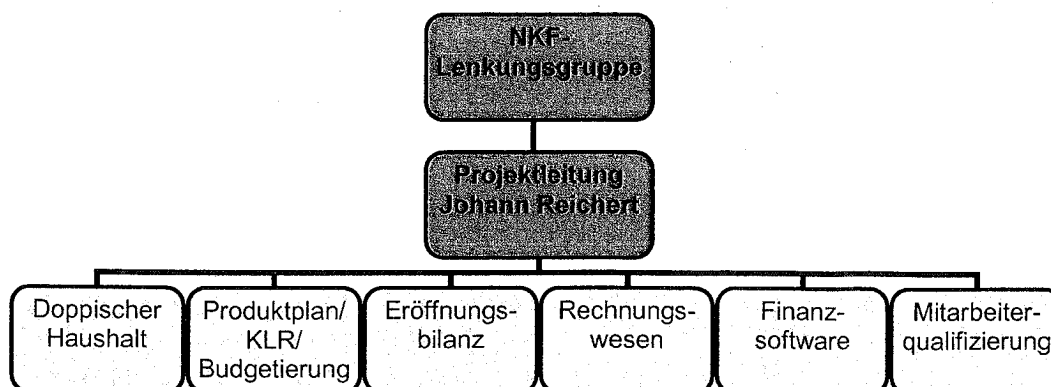 NKF-
Lenkungsgruppe
Projektleitung
Johann Reichert
Doppischer
Haushalt
Produktplan/
KLR/
Budgetierung
Eröffnungs-
bilanz
Rechnungs-
wesen
Finanz-
software
Mitarbeiter-
qualifizierung